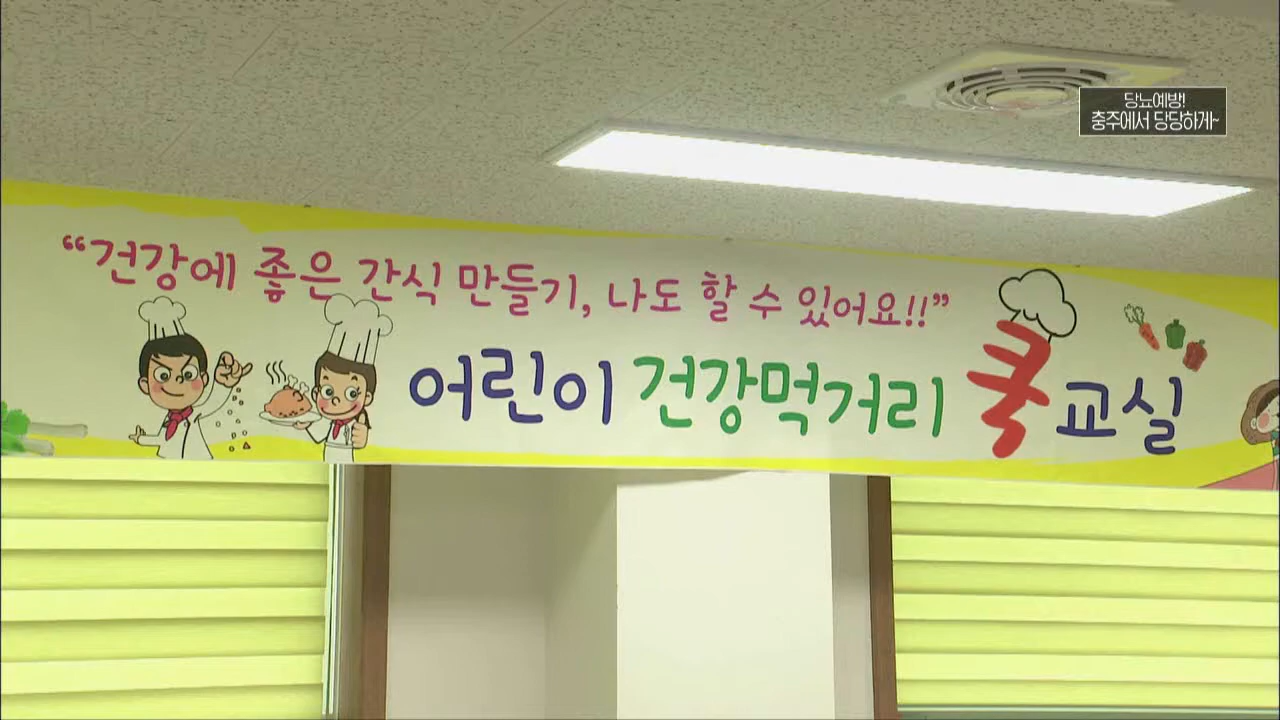 당뇨예방!
충주에서 당당하게~
"건강에 좋은 간식 만들기, 나도 할 수 있어요!!"
어린이 건강먹거리 쿡교실